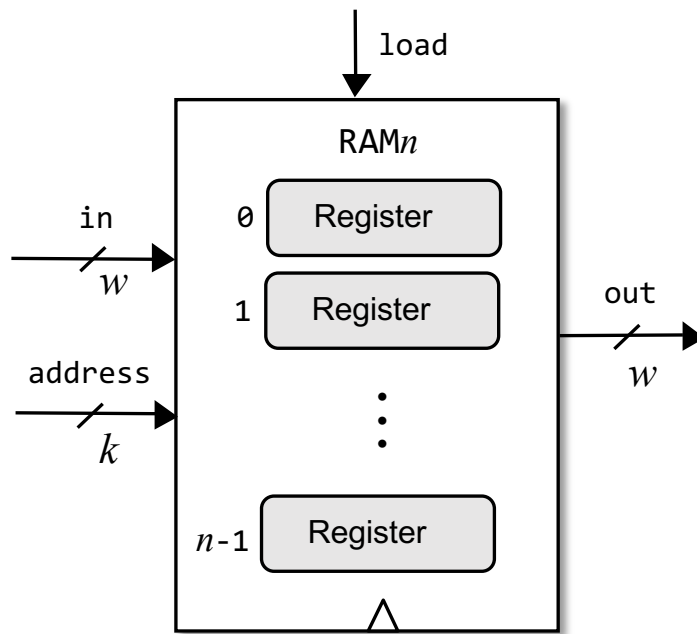 load
RAMn
0 Register
in
w
1 Register
out
w
address
k
⋮
n-1 Register